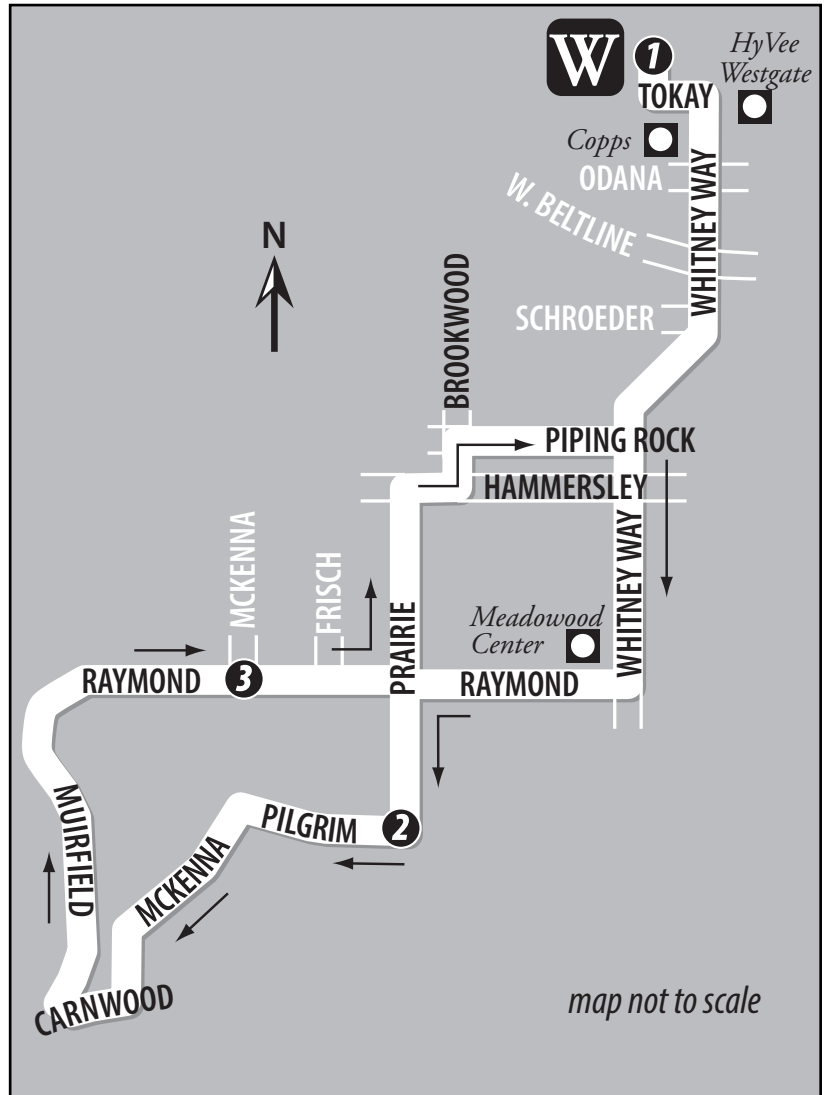 HyVee
Westgate
W
1
TOKAY
Copps
ODANA
W. BELTLINE
WHITNEY WAY
N
SCHROEDER
BROOKWOOD
PIPING ROCK
HAMMERSLEY
MCKENNA
FRISCH
PRAIRIE
WHITNEY WAY
Meadowood
Center
RAYMOND
3
RAYMOND
MUIRFIELD
PILGRIM
2
MCKENNA
CARNWOOD
map not to scale